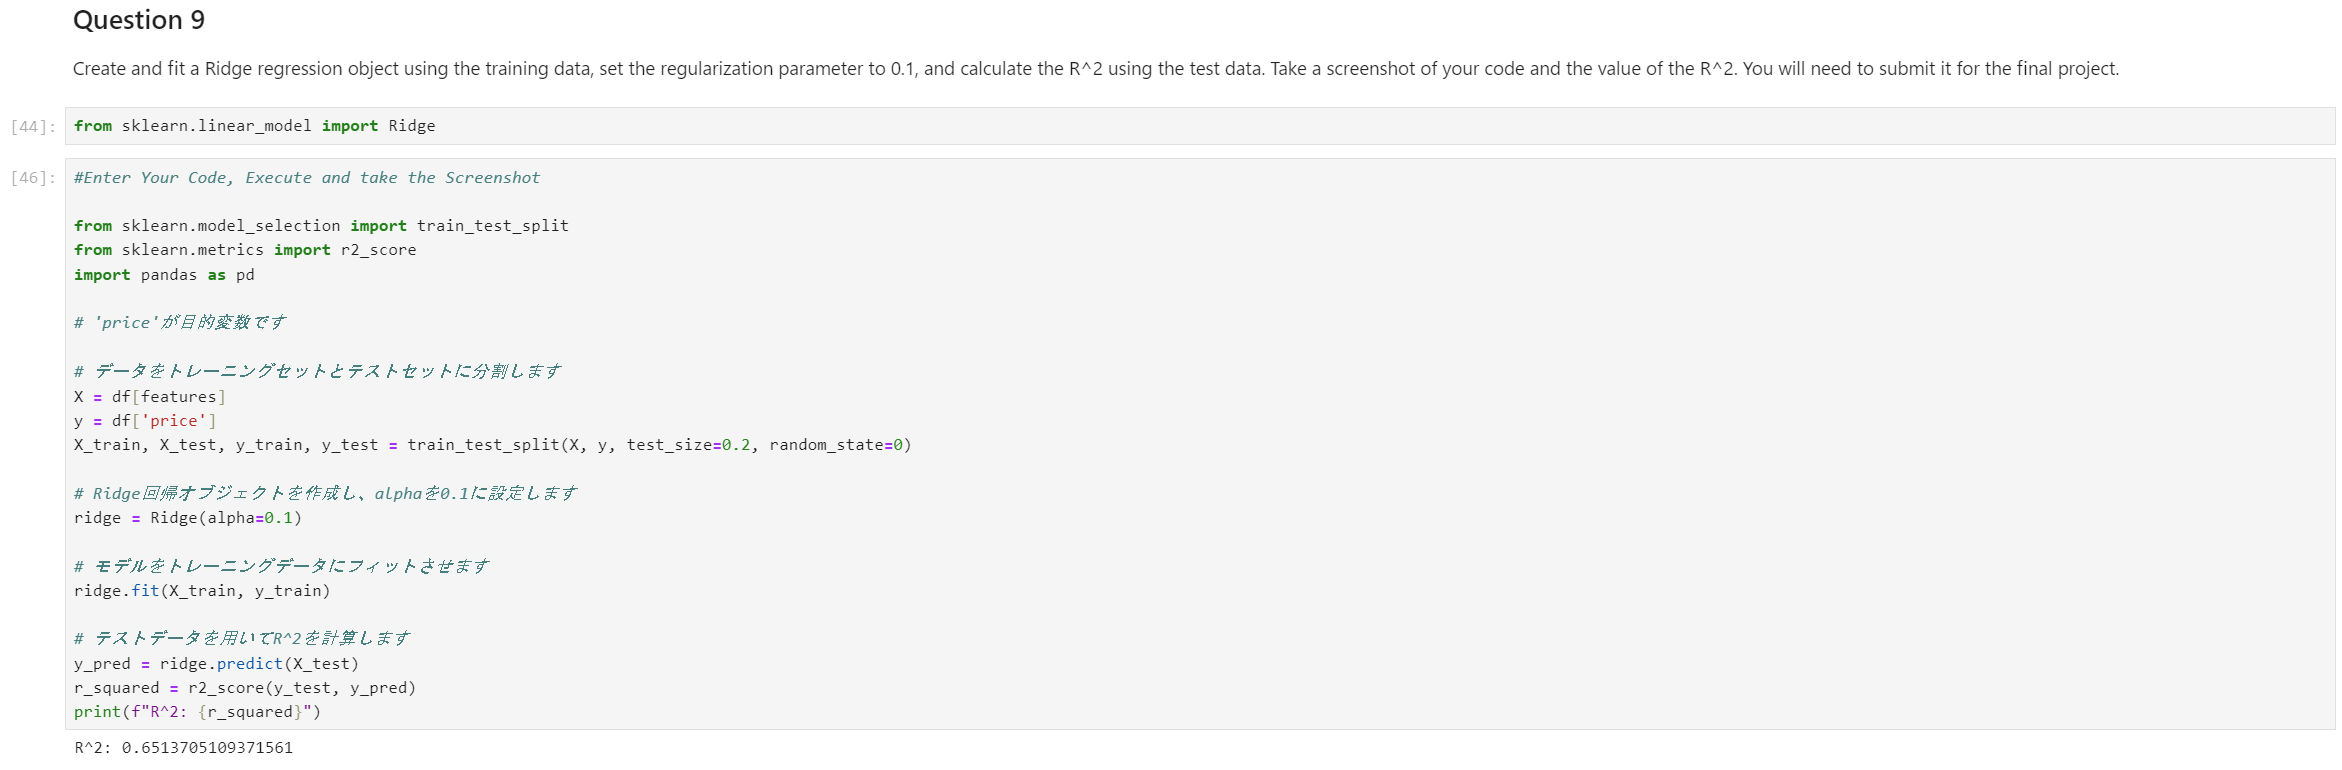 Question 9
Create and fit a Ridge regression object using the training data, set the regularization parameter to 0.1, and calculate the R^2 using the test data. Take a screenshot of your code and the value of the R^2. You will need to submit it for the final project.
[44]: from sklearn.linear_model import Ridge
[46]: #Enter Your Code, Execute and take the Screenshot
from sklearn.model_selection import train_test_split
from sklearn.metrics import r2_score
import pandas as pd
# 'price'が目的変数です
# データをトレーニングセットとテストセットに分割します
X = df[features]
y = df['price']
X_train, X_test, y_train, y_test = train_test_split(X, y, test_size=0.2, random_state=0)
# Ridge回帰オブジェクトを作成し、alphaを0.1に設定します
ridge = Ridge(alpha=0.1)
# モデルをトレーニングデータにフィットさせます
ridge.fit(X_train, y_train)
# テストデータを用いてR^2を計算します
y_pred = ridge.predict(X_test)
r_squared = r2_score(y_test, y_pred)
print(f"R^2: {r_squared}")
R^2: 0.6513705109371561